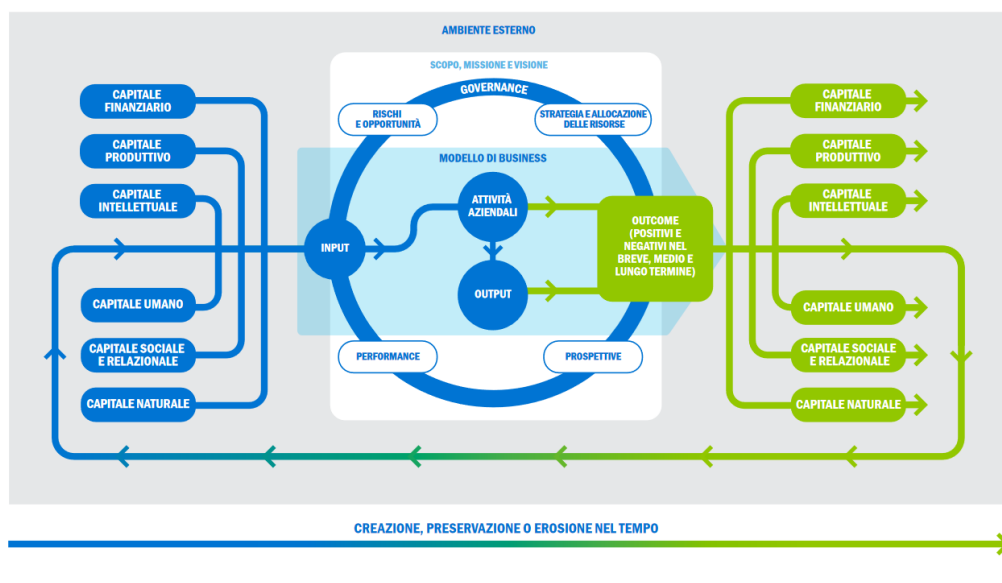 AMBIENTE ESTERNO
SCOPO, MISSIONE E VISIONE
GOVERNANCE
RISCHI
E OPPORTUNITÀ
STRATEGIA E ALLOCAZIONE
DELLE RISORSE
CAPITALE
FINANZIARIO
CAPITALE
PRODUTTIVO
CAPITALE
INTELLETTUALE
CAPITALE UMANO
CAPITALE SOCIALE
E RELAZIONALE
CAPITALE NATURALE
MODELLO DI BUSINESS
INPUT
ATTIVITÀ
AZIENDALI
OUTPUT
OUTCOME
(POSITIVI E
NEGATIVI NEL
BREVE, MEDIO E
LUNGO TERMINE)
PERFORMANCE
PROSPETTIVE
CAPITALE
FINANZIARIO
CAPITALE
PRODUTTIVO
CAPITALE
INTELLETTUALE
CAPITALE UMANO
CAPITALE SOCIALE
E RELAZIONALE
CAPITALE NATURALE
CREAZIONE, PRESERVAZIONE O EROSIONE NEL TEMPO